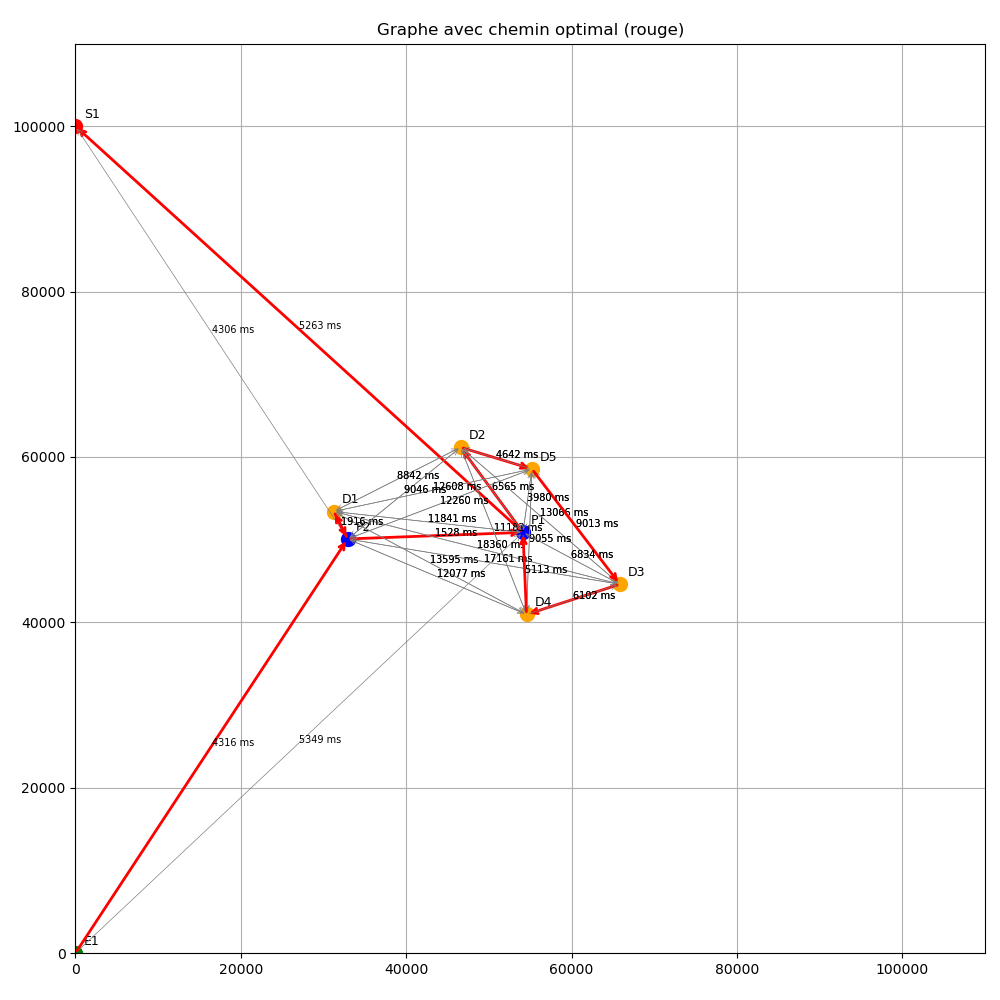 Graphe avec chemin optimal (rouge)
100000
S1
80000
4306 ms
5263 ms
60000
D2
4642 ms
D5
8842 ms
9046 ms
12608 ms
6565 ms
12260 ms
3980 ms
D1
13066 ms
9013 ms
1916 ms
11841 ms
P1
P2
1528 ms
9055 ms
18360 ms
6834 ms
13595 ms
17161 ms
12077 ms
5113 ms
D3
6102 ms
D4
40000
20000
4316 ms
5349 ms
E1
0
0
20000
40000
60000
80000
100000